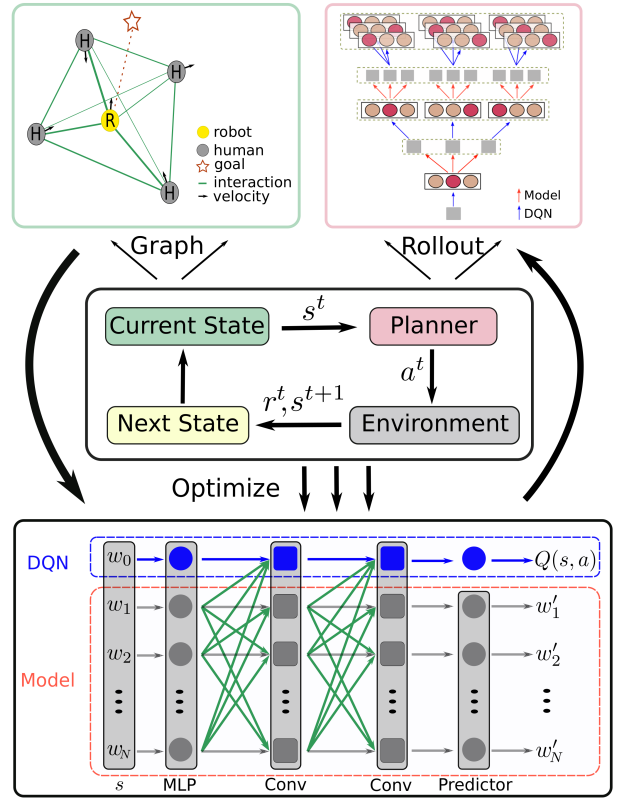 H
H
R
H
H
robot
human
goal
interaction
velocity
Model
DQN
Graph
Rollout
Current State
s^t
Planner
a^t
r^t, s^{t+1}
Next State
Environment
Optimize
DQN
w_0
Q(s, a)
w_1
w'_1
w_2
w'_2
Model
w_N
w'_N
s
MLP
Conv
Conv
Predictor